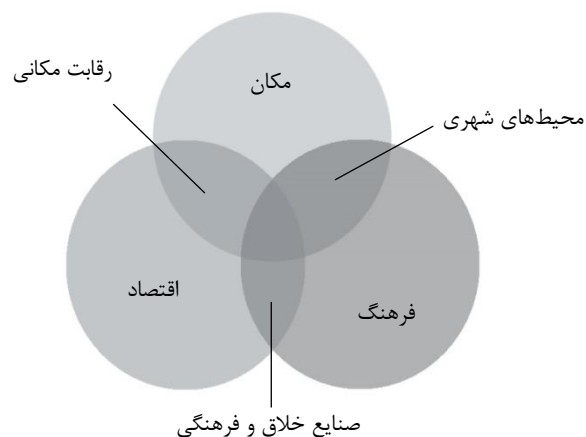 مکان
رقابت مکانی
محیط‌های شهری
اقتصاد
فرهنگ
صنایع خلاق و فرهنگی